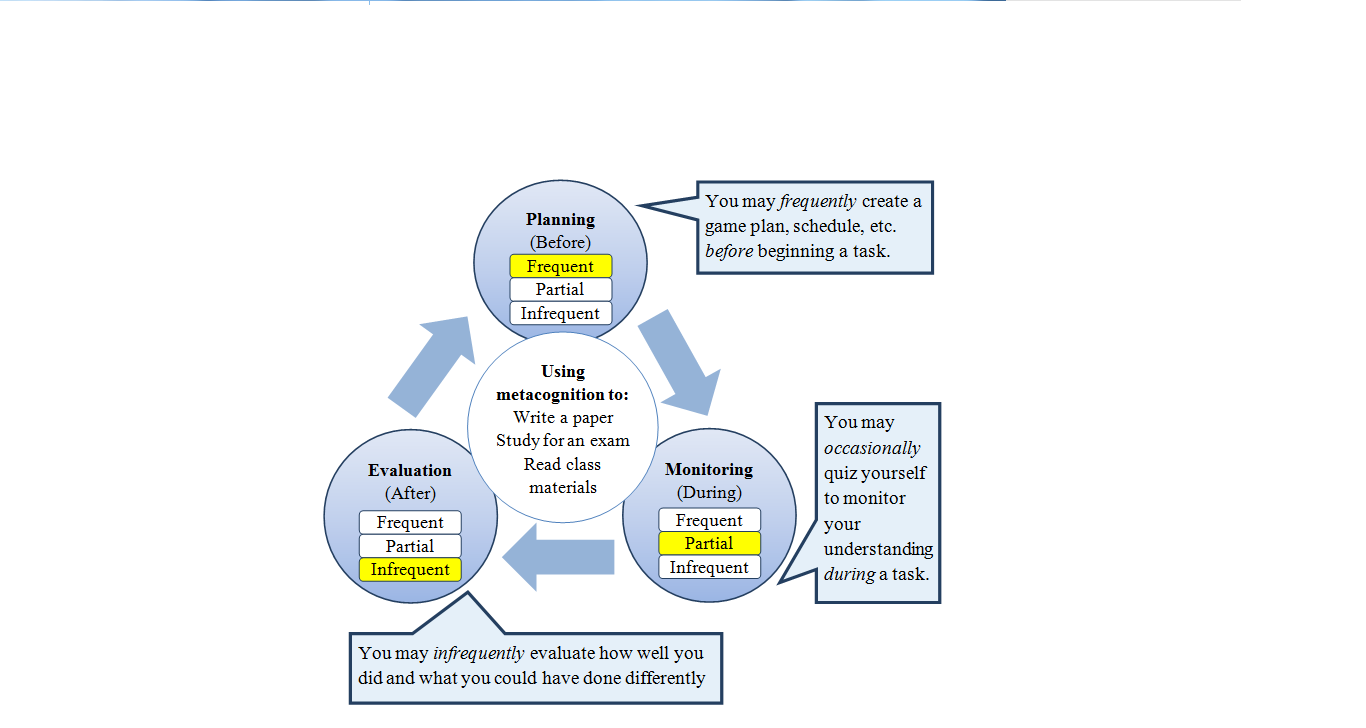 Planning
(Before)
Frequent
Partial
Infrequent
You may frequently create a
game plan, schedule, etc.
before beginning a task.
Using
metacognition to:
Write a paper
Study for an exam
Read class
materials
Monitoring
(During)
Frequent
Partial
Infrequent
You may
occasionally
quiz yourself
to monitor
your
understanding
during a task.
Evaluation
(After)
Frequent
Partial
Infrequent
You may infrequently evaluate how well you
did and what you could have done differently